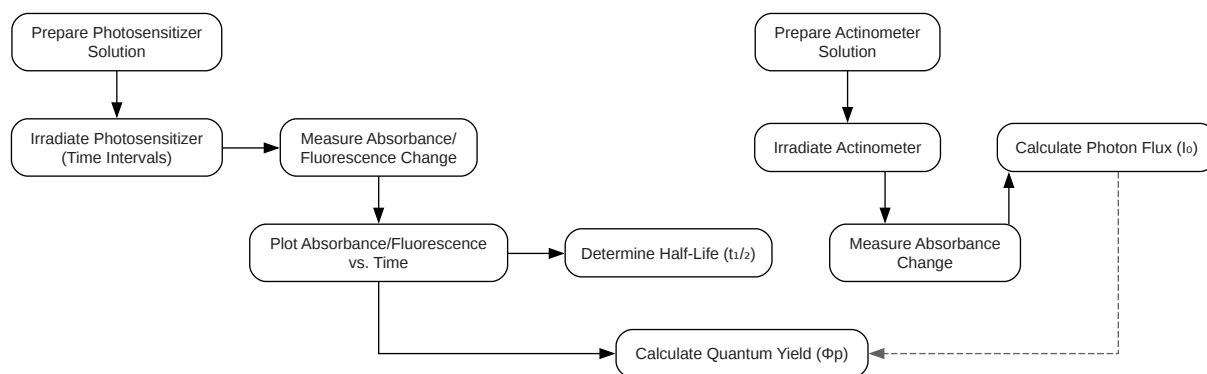 Prepare Photosensitizer
Solution
Prepare Actinometer
Solution
Irradiate Photosensitizer
(Time Intervals)
Measure Absorbance/
Fluorescence Change
Irradiate Actinometer
Calculate Photon Flux (I₀)
Plot Absorbance/Fluorescence
vs. Time
Determine Half-Life (t₁/₂)
Measure Absorbance
Change
Calculate Quantum Yield (Φp)